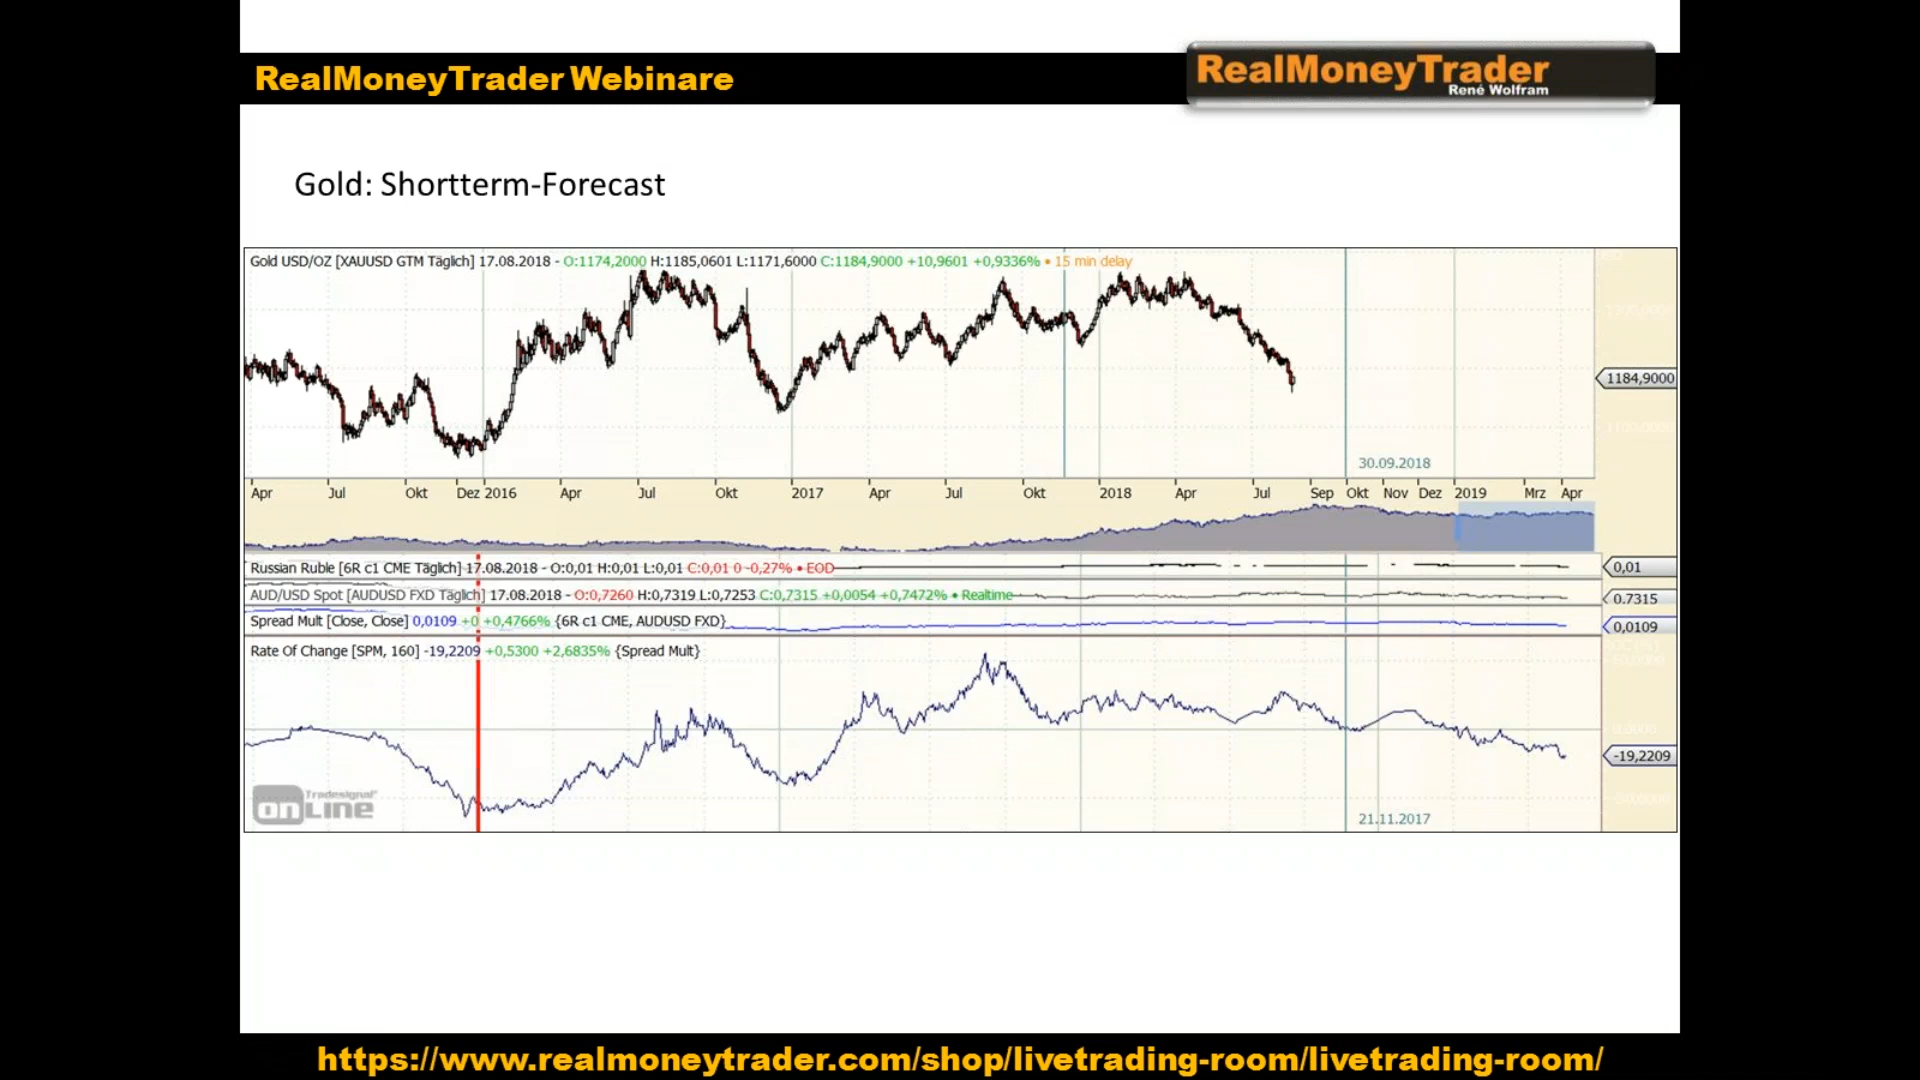 RealMoneyTrader Webinare
RealMoneyTrader
René Wolfram
Gold: Shortterm-Forecast
Gold USD/OZ [XAUUSD GTM Täglich] 17.08.2018 - O:1174,2000 H:1185,0601 L:1171,6000 C:1184,9000 +10,9601 +0,9336% • 15 min delay
1184,9000
30.09.2018
Apr Jul Okt Dez 2016 Apr Jul Okt 2017 Apr Jul Okt 2018 Apr Jul Sep Okt Nov Dez 2019 Mrz Apr
Russian Ruble [6R c1 CME Täglich] 17.08.2018 - O:0,01 H:0,01 L:0,01 C:0,01 0 -0,27% • EOD
0,01
AUD/USD Spot [AUDUSD FXD Täglich] 17.08.2018 - O:0,7260 H:0,7319 L:0,7253 C:0,7315 +0,0054 +0,7472% • Realtime
0.7315
Spread Mult [Close, Close] 0,0109 +0 +0,4766% {6R c1 CME, AUDUSD FXD}
0,0109
Rate Of Change [SPM, 160] -19,2209 +0,5300 +2,6835% {Spread Mult}
-19,2209
Tradesignal®
onLine
21.11.2017
https://www.realmoneytrader.com/shop/livetrading-room/livetrading-room/